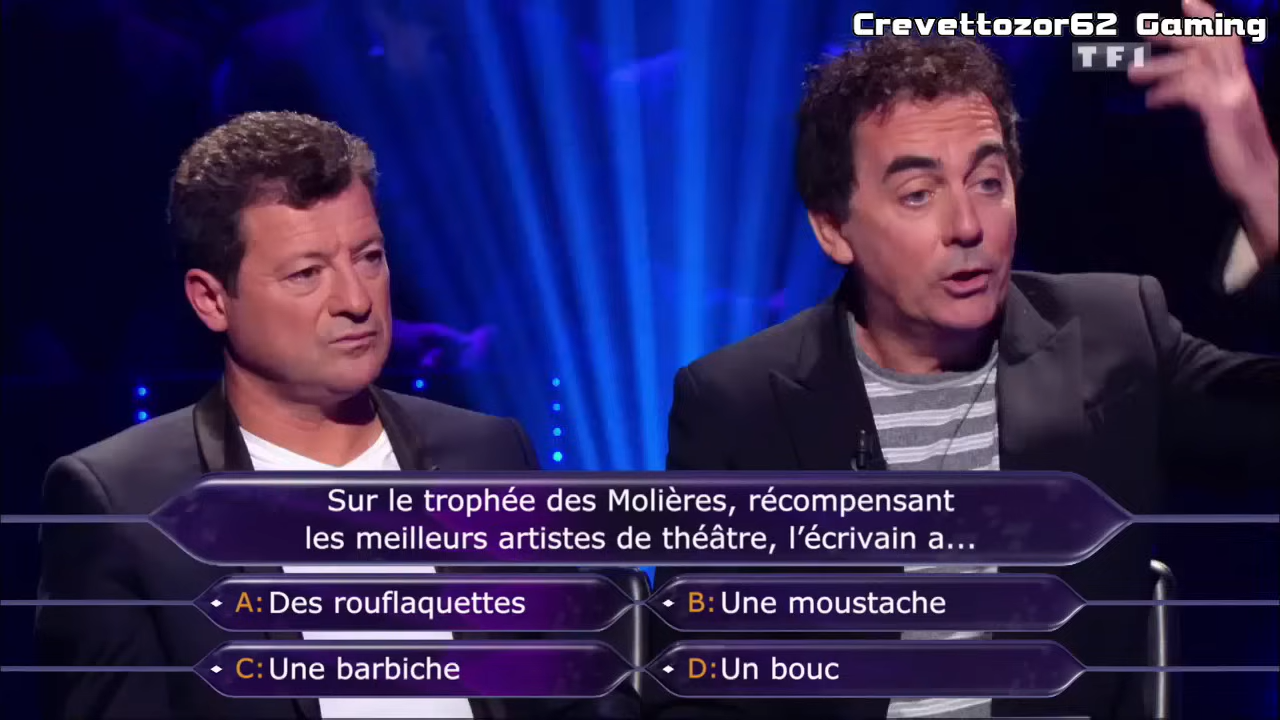 Crevettozor62 Gaming
TF1
Sur le trophée des Molières, récompensant
les meilleurs artistes de théâtre, l’écrivain a...
A: Des rouflaquettes
B: Une moustache
C: Une barbiche
D: Un bouc